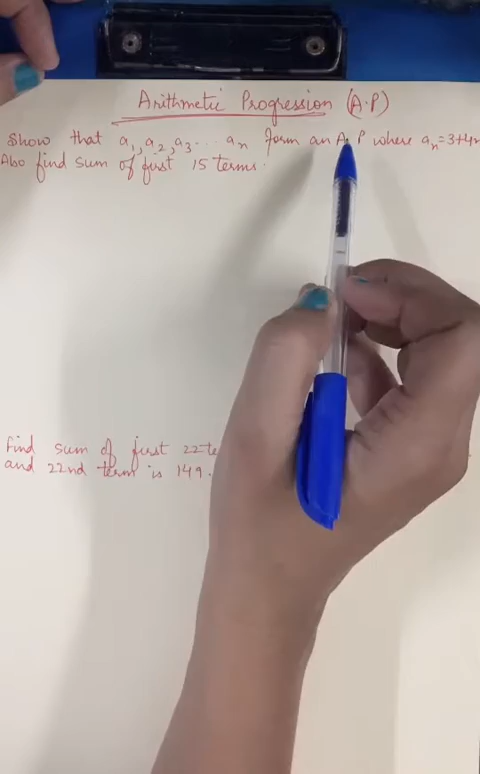 Arithmetic Progression (A.P)
Show that a₁, a₂, a₃ ... aₙ form an A.P where aₙ = 3+4n
Also find sum of first 15 terms.
Find sum of first 22
and 22nd term is 149.